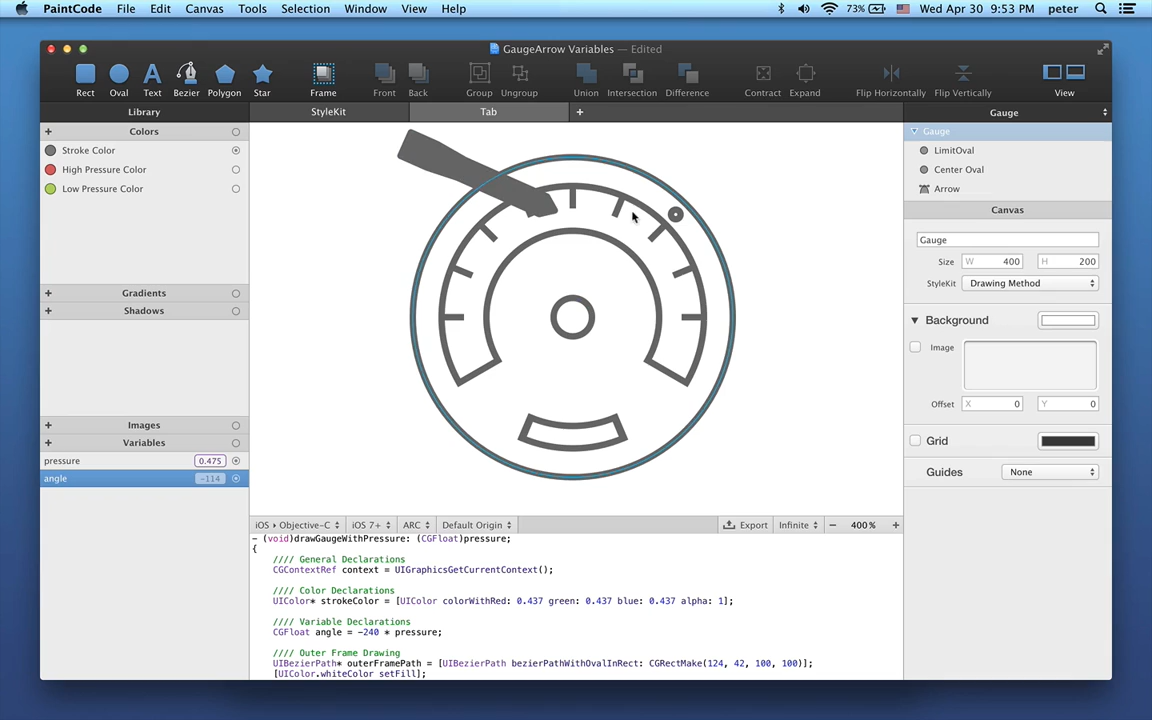 PaintCode File Edit Canvas Tools Selection Window View Help 73% Wed Apr 30 9:53 PM peter
GaugeArrow Variables — Edited
Rect Oval Text Bezier Polygon Star Frame Front Back Group Ungroup Union Intersection Difference Contract Expand Flip Horizontally Flip Vertically View
Library StyleKit Tab + Gauge
+ Colors
Stroke Color
High Pressure Color
Low Pressure Color
+ Gradients
+ Shadows
+ Images
+ Variables
pressure 0.475
angle -114
Gauge
LimitOval
Center Oval
Arrow
Canvas
Gauge
Size W 400 H 200
StyleKit Drawing Method
Background
Image
Offset X 0 Y 0
Grid
Guides None
iOS ▸ Objective-C iOS 7+ ARC Default Origin Export Infinite − 400% +
- (void)drawGaugeWithPressure: (CGFloat)pressure;
{
//// General Declarations
CGContextRef context = UIGraphicsGetCurrentContext();
//// Color Declarations
UIColor* strokeColor = [UIColor colorWithRed: 0.437 green: 0.437 blue: 0.437 alpha: 1];
//// Variable Declarations
CGFloat angle = -240 * pressure;
//// Outer Frame Drawing
UIBezierPath* outerFramePath = [UIBezierPath bezierPathWithOvalInRect: CGRectMake(124, 42, 100, 100)];
[UIColor.whiteColor setFill];